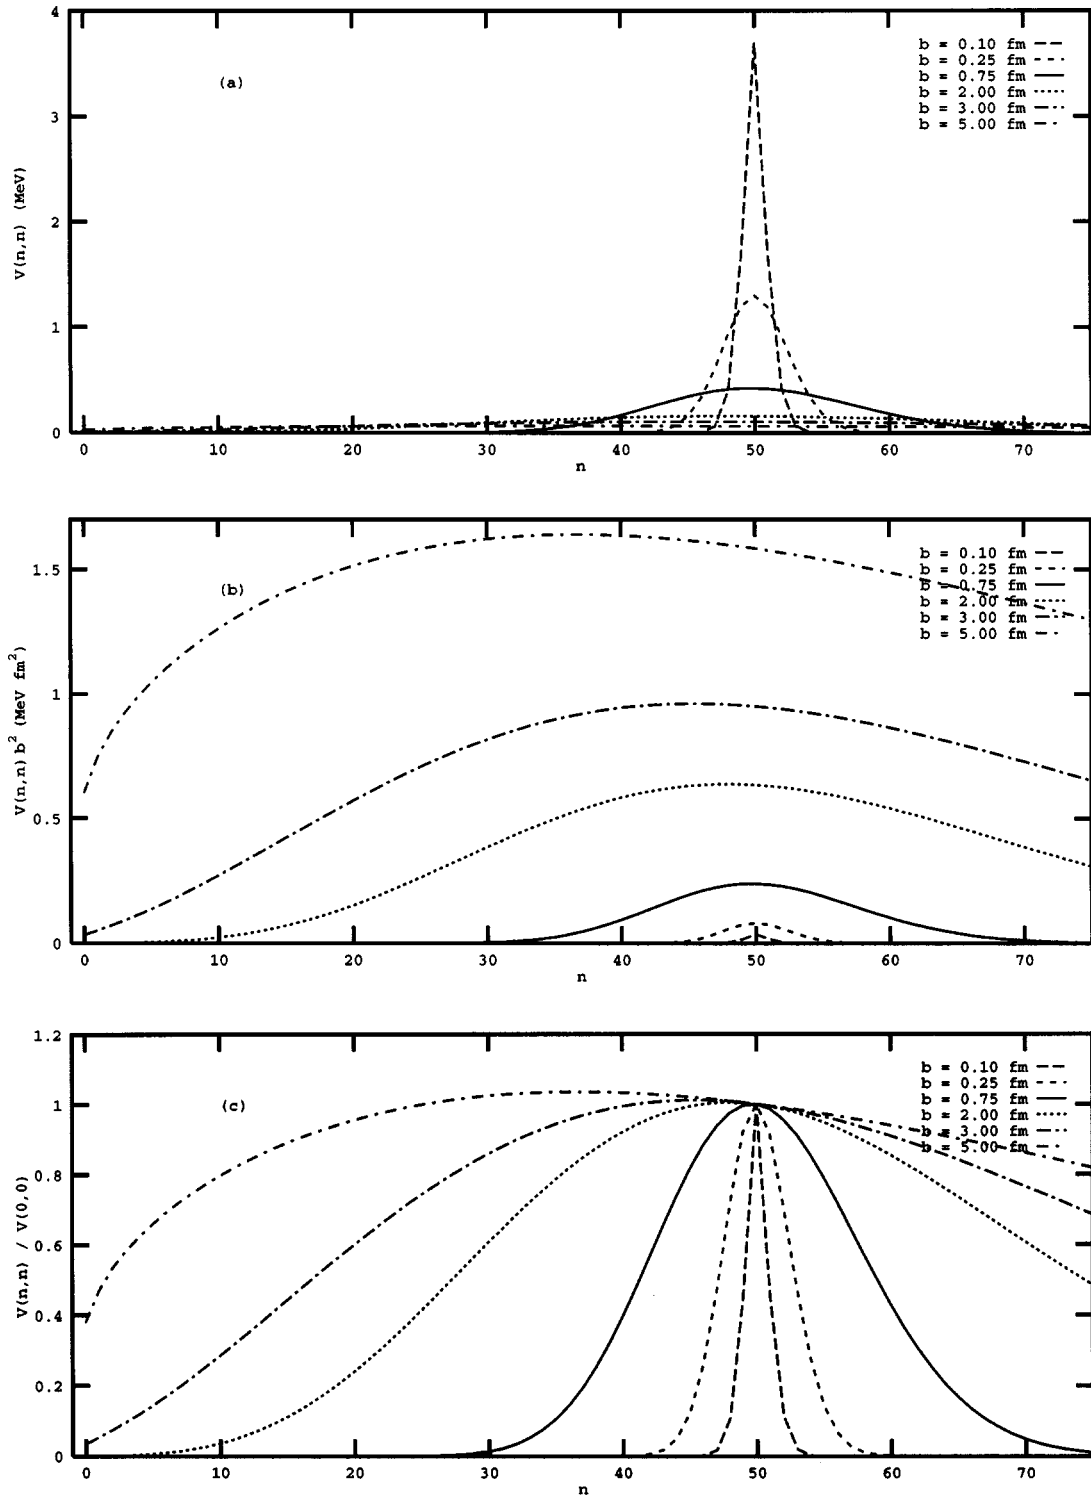 4
3
2
1
0
V(n,n) (MeV)
(a)
b = 0.10 fm
b = 0.25 fm
b = 0.75 fm
b = 2.00 fm
b = 3.00 fm
b = 5.00 fm
0 10 20 30 40 50 60 70
n
1.5
1
0.5
0
V(n,n) b² (MeV fm²)
(b)
b = 0.10 fm
b = 0.25 fm
b = 0.75 fm
b = 2.00 fm
b = 3.00 fm
b = 5.00 fm
0 10 20 30 40 50 60 70
n
1.2
1
0.8
0.6
0.4
0.2
0
V(n,n) / V(0,0)
(c)
b = 0.10 fm
b = 0.25 fm
b = 0.75 fm
b = 2.00 fm
b = 3.00 fm
b = 5.00 fm
0 10 20 30 40 50 60 70
n